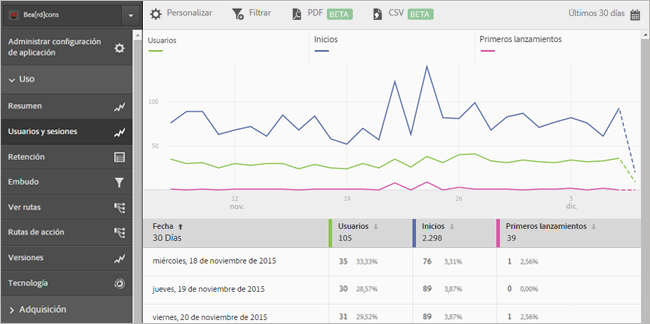 Bea[rd]cons
Personalizar
Filtrar
PDF BETA
CSV BETA
Últimos 30 días
Administrar configuración de aplicación
Uso
Resumen
Usuarios y sesiones
Retención
Embudo
Ver rutas
Rutas de acción
Versiones
Tecnología
Adquisición
Usuarios
Inicios
Primeros lanzamientos
100
50
12
nov.
19
26
3
dic.
Fecha
30 Días
Usuarios
105
Inicios
2.298
Primeros lanzamientos
39
miércoles, 18 de noviembre de 2015 35 33,33% 76 3,31% 1 2,56%
jueves, 19 de noviembre de 2015 30 28,57% 89 3,87% 0 0,00%
viernes, 20 de noviembre de 2015 31 29,52% 89 3,87% 1 2,56%